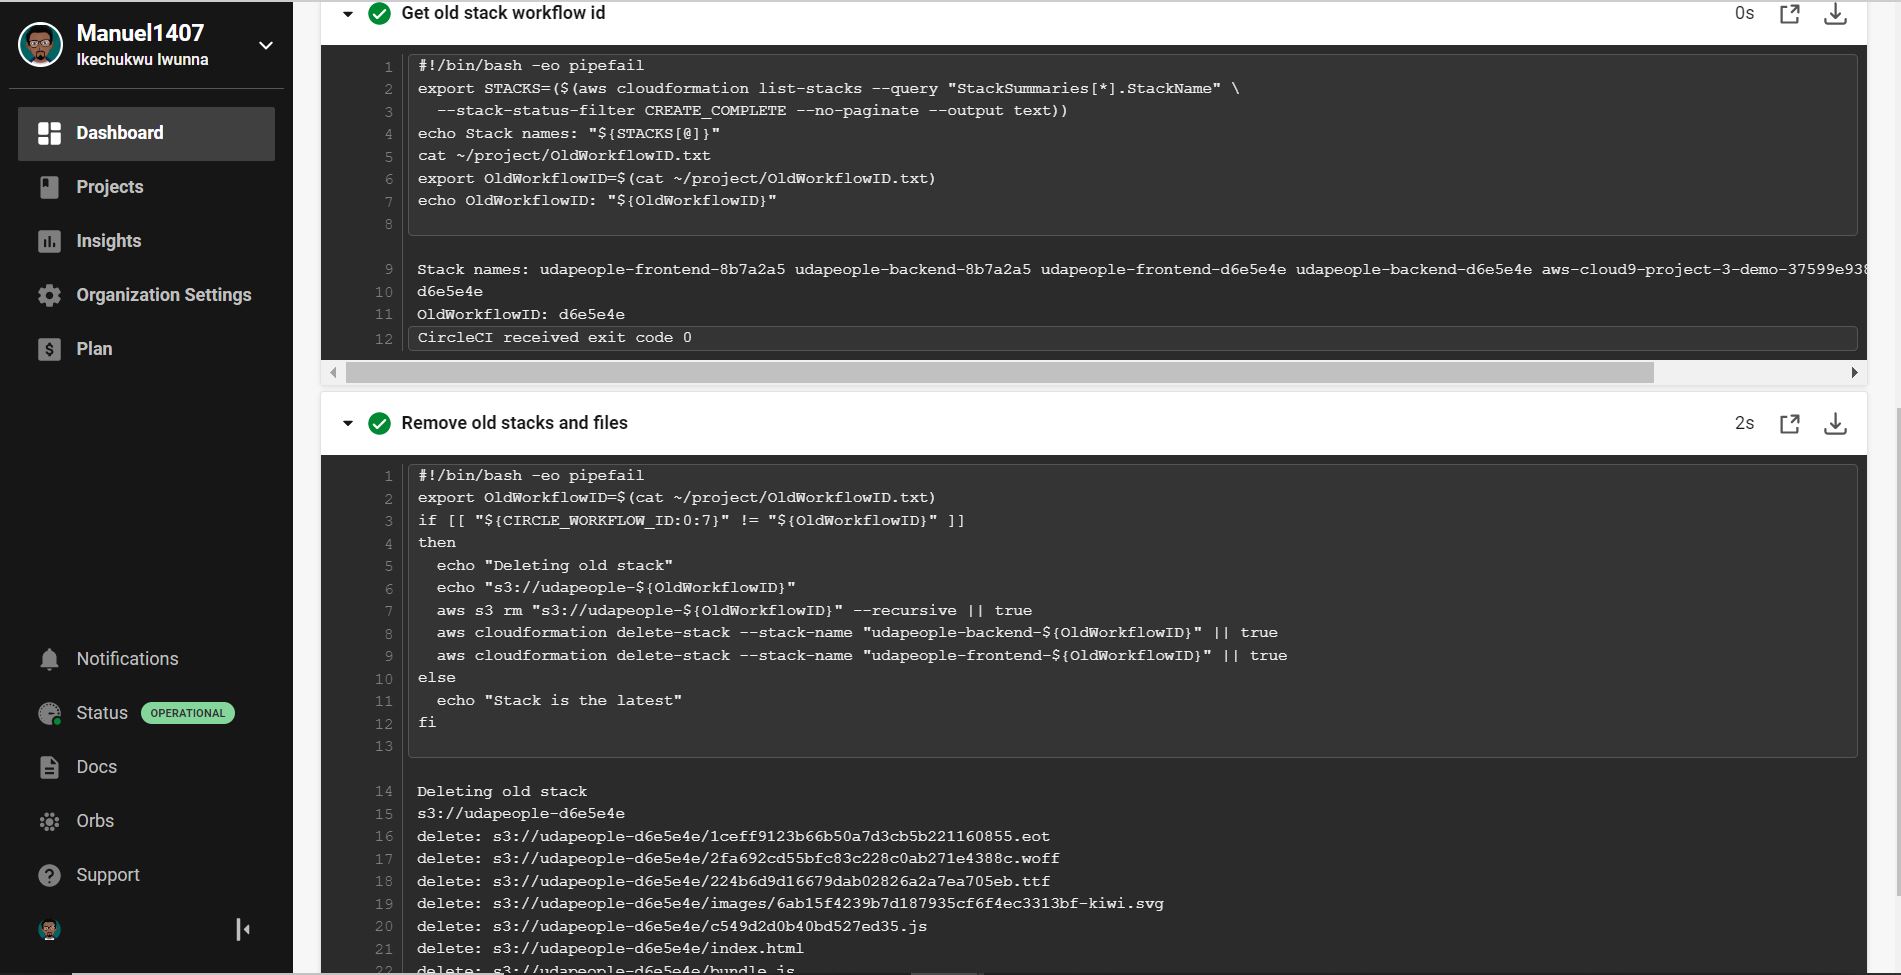 Manuel1407
Ikechukwu Iwunna
Dashboard
Projects
Insights
Organization Settings
Plan
Notifications
Status OPERATIONAL
Docs
Orbs
Support
Get old stack workflow id 0s
1 #!/bin/bash -eo pipefail
2 export STACKS=($(aws cloudformation list-stacks --query "StackSummaries[*].StackName" \
3 --stack-status-filter CREATE_COMPLETE --no-paginate --output text))
4 echo Stack names: "${STACKS[@]}"
5 cat ~/project/OldWorkflowID.txt
6 export OldWorkflowID=$(cat ~/project/OldWorkflowID.txt)
7 echo OldWorkflowID: "${OldWorkflowID}"
8
9 Stack names: udapeople-frontend-8b7a2a5 udapeople-backend-8b7a2a5 udapeople-frontend-d6e5e4e udapeople-backend-d6e5e4e aws-cloud9-project-3-demo-37599e938
10 d6e5e4e
11 OldWorkflowID: d6e5e4e
12 CircleCI received exit code 0
Remove old stacks and files 2s
1 #!/bin/bash -eo pipefail
2 export OldWorkflowID=$(cat ~/project/OldWorkflowID.txt)
3 if [[ "${CIRCLE_WORKFLOW_ID:0:7}" != "${OldWorkflowID}" ]]
4 then
5 echo "Deleting old stack"
6 echo "s3://udapeople-${OldWorkflowID}"
7 aws s3 rm "s3://udapeople-${OldWorkflowID}" --recursive || true
8 aws cloudformation delete-stack --stack-name "udapeople-backend-${OldWorkflowID}" || true
9 aws cloudformation delete-stack --stack-name "udapeople-frontend-${OldWorkflowID}" || true
10 else
11 echo "Stack is the latest"
12 fi
13
14 Deleting old stack
15 s3://udapeople-d6e5e4e
16 delete: s3://udapeople-d6e5e4e/1ceff9123b66b50a7d3cb5b221160855.eot
17 delete: s3://udapeople-d6e5e4e/2fa692cd55bfc83c228c0ab271e4388c.woff
18 delete: s3://udapeople-d6e5e4e/224b6d9d16679dab02826a2a7ea705eb.ttf
19 delete: s3://udapeople-d6e5e4e/images/6ab15f4239b7d187935cf6f4ec3313bf-kiwi.svg
20 delete: s3://udapeople-d6e5e4e/c549d2d0b40bd527ed35.js
21 delete: s3://udapeople-d6e5e4e/index.html
22 delete: s3://udapeople-d6e5e4e/bundle.js